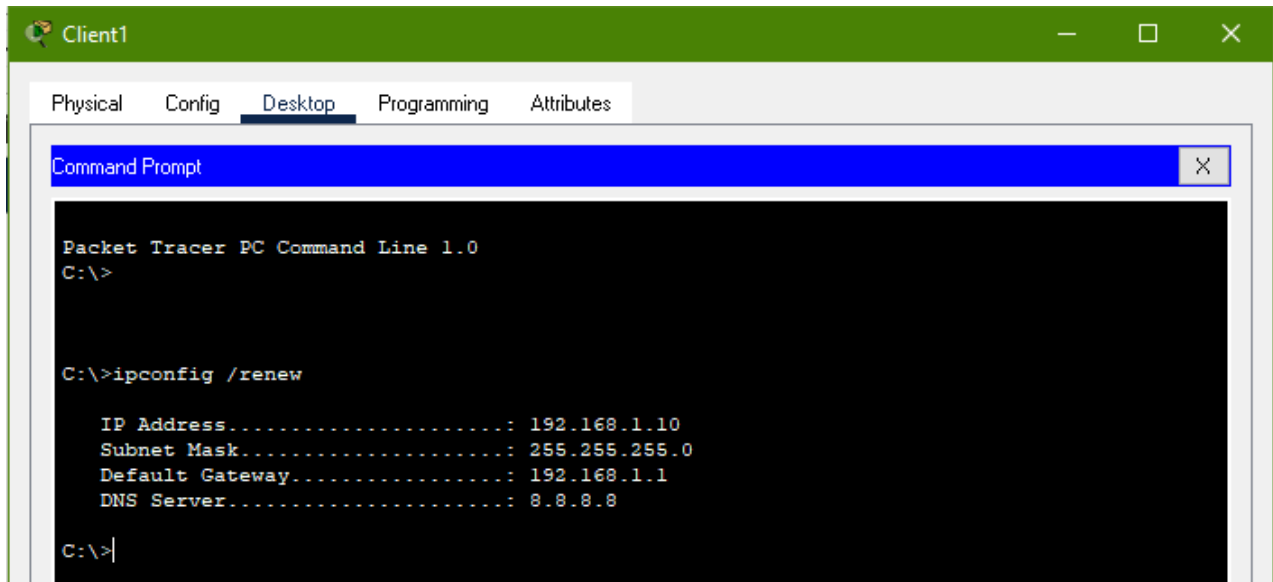 Client1
Physical Config Desktop Programming Attributes
Command Prompt
X
Packet Tracer PC Command Line 1.0
C:\>
C:\>ipconfig /renew
IP Address......................: 192.168.1.10
Subnet Mask.....................: 255.255.255.0
Default Gateway.................: 192.168.1.1
DNS Server......................: 8.8.8.8
C:\>